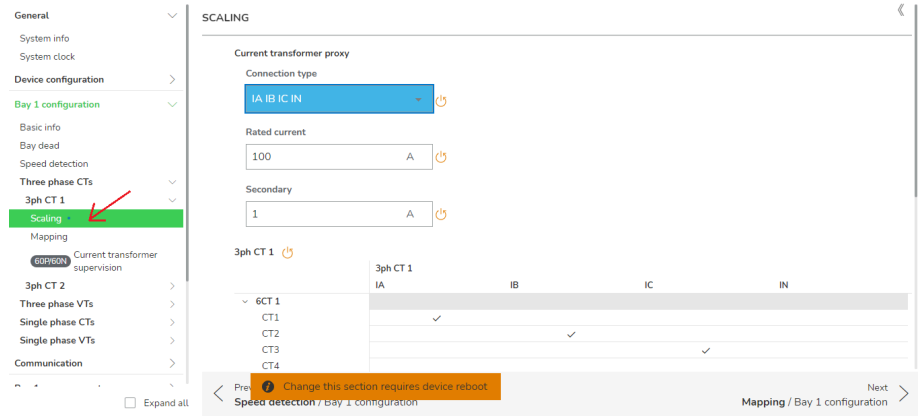 General
System info
System clock
Device configuration
Bay 1 configuration
Basic info
Bay dead
Speed detection
Three phase CTs
3ph CT 1
Scaling
Mapping
60P/60N Current transformer
supervision
3ph CT 2
Three phase VTs
Single phase CTs
Single phase VTs
Communication
Expand all
SCALING
Current transformer proxy
Connection type
IA IB IC IN
Rated current
100 A
Secondary
1 A
3ph CT 1
3ph CT 1
IA IB IC IN
6CT 1
CT1
CT2
CT3
CT4
Change this section requires device reboot
Speed detection / Bay 1 configuration
Next
Mapping / Bay 1 configuration